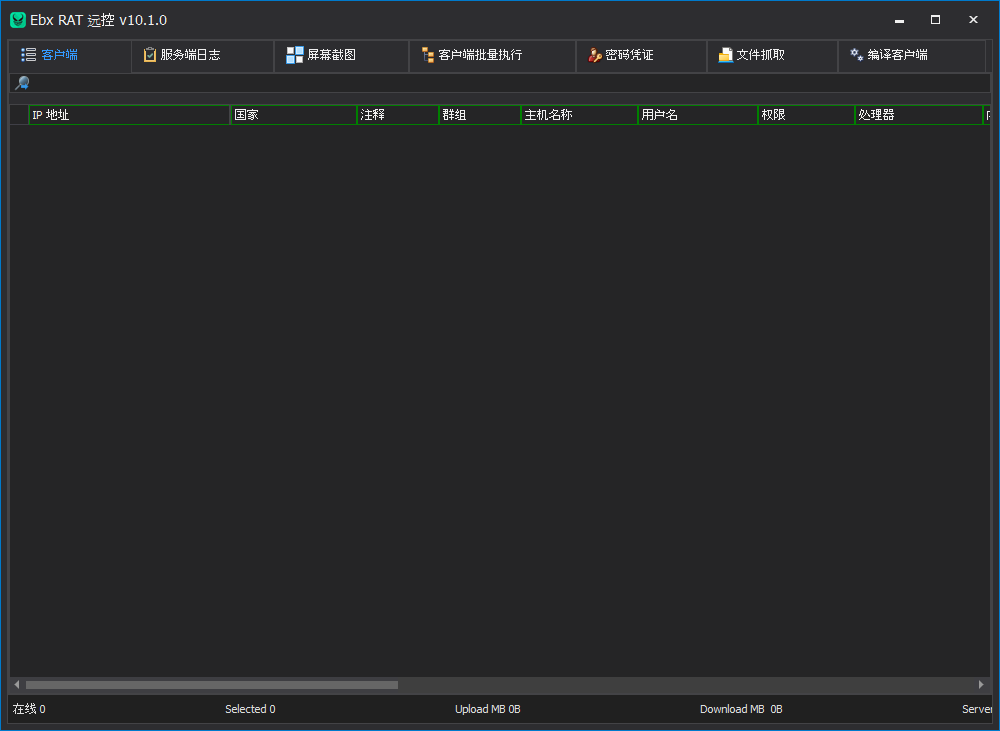 Ebx RAT 远控 v10.1.0
客户端 服务端日志 屏幕截图 客户端批量执行 密码凭证 文件抓取 编译客户端
IP 地址 国家 注释 群组 主机名称 用户名 权限 处理器
在线 0 Selected 0 Upload MB 0B Download MB 0B Server